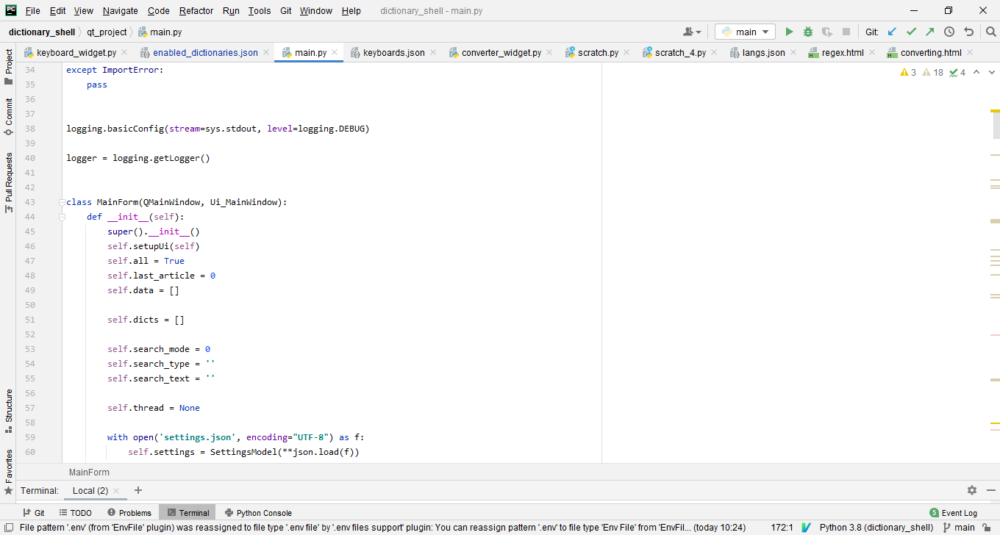 PC File Edit View Navigate Code Refactor Run Tools Git Window Help dictionary_shell - main.py
dictionary_shell qt_project main.py main Git:
keyboard_widget.py enabled_dictionaries.json main.py keyboards.json converter_widget.py scratch.py scratch_4.py langs.json regex.html converting.html
Project
Commit
Pull Requests
Structure
Favorites
3 18 4
34 except ImportError:
35     pass
36
37
38 logging.basicConfig(stream=sys.stdout, level=logging.DEBUG)
39
40 logger = logging.getLogger()
41
42
43 class MainForm(QMainWindow, Ui_MainWindow):
44     def __init__(self):
45         super().__init__()
46         self.setupUi(self)
47         self.all = True
48         self.last_article = 0
49         self.data = []
50
51         self.dicts = []
52
53         self.search_mode = 0
54         self.search_type = ''
55         self.search_text = ''
56
57         self.thread = None
58
59         with open('settings.json', encoding="UTF-8") as f:
60             self.settings = SettingsModel(**json.load(f))
MainForm
Terminal: Local (2)
Git TODO Problems Terminal Python Console 5 Event Log
File pattern '.env' (from 'EnvFile' plugin) was reassigned to file type '.env file' by '.env files support' plugin: You can reassign pattern '.env' to file type 'Env File' from 'EnvFil... (today 10:24) 172:1 Python 3.8 (dictionary_shell) main